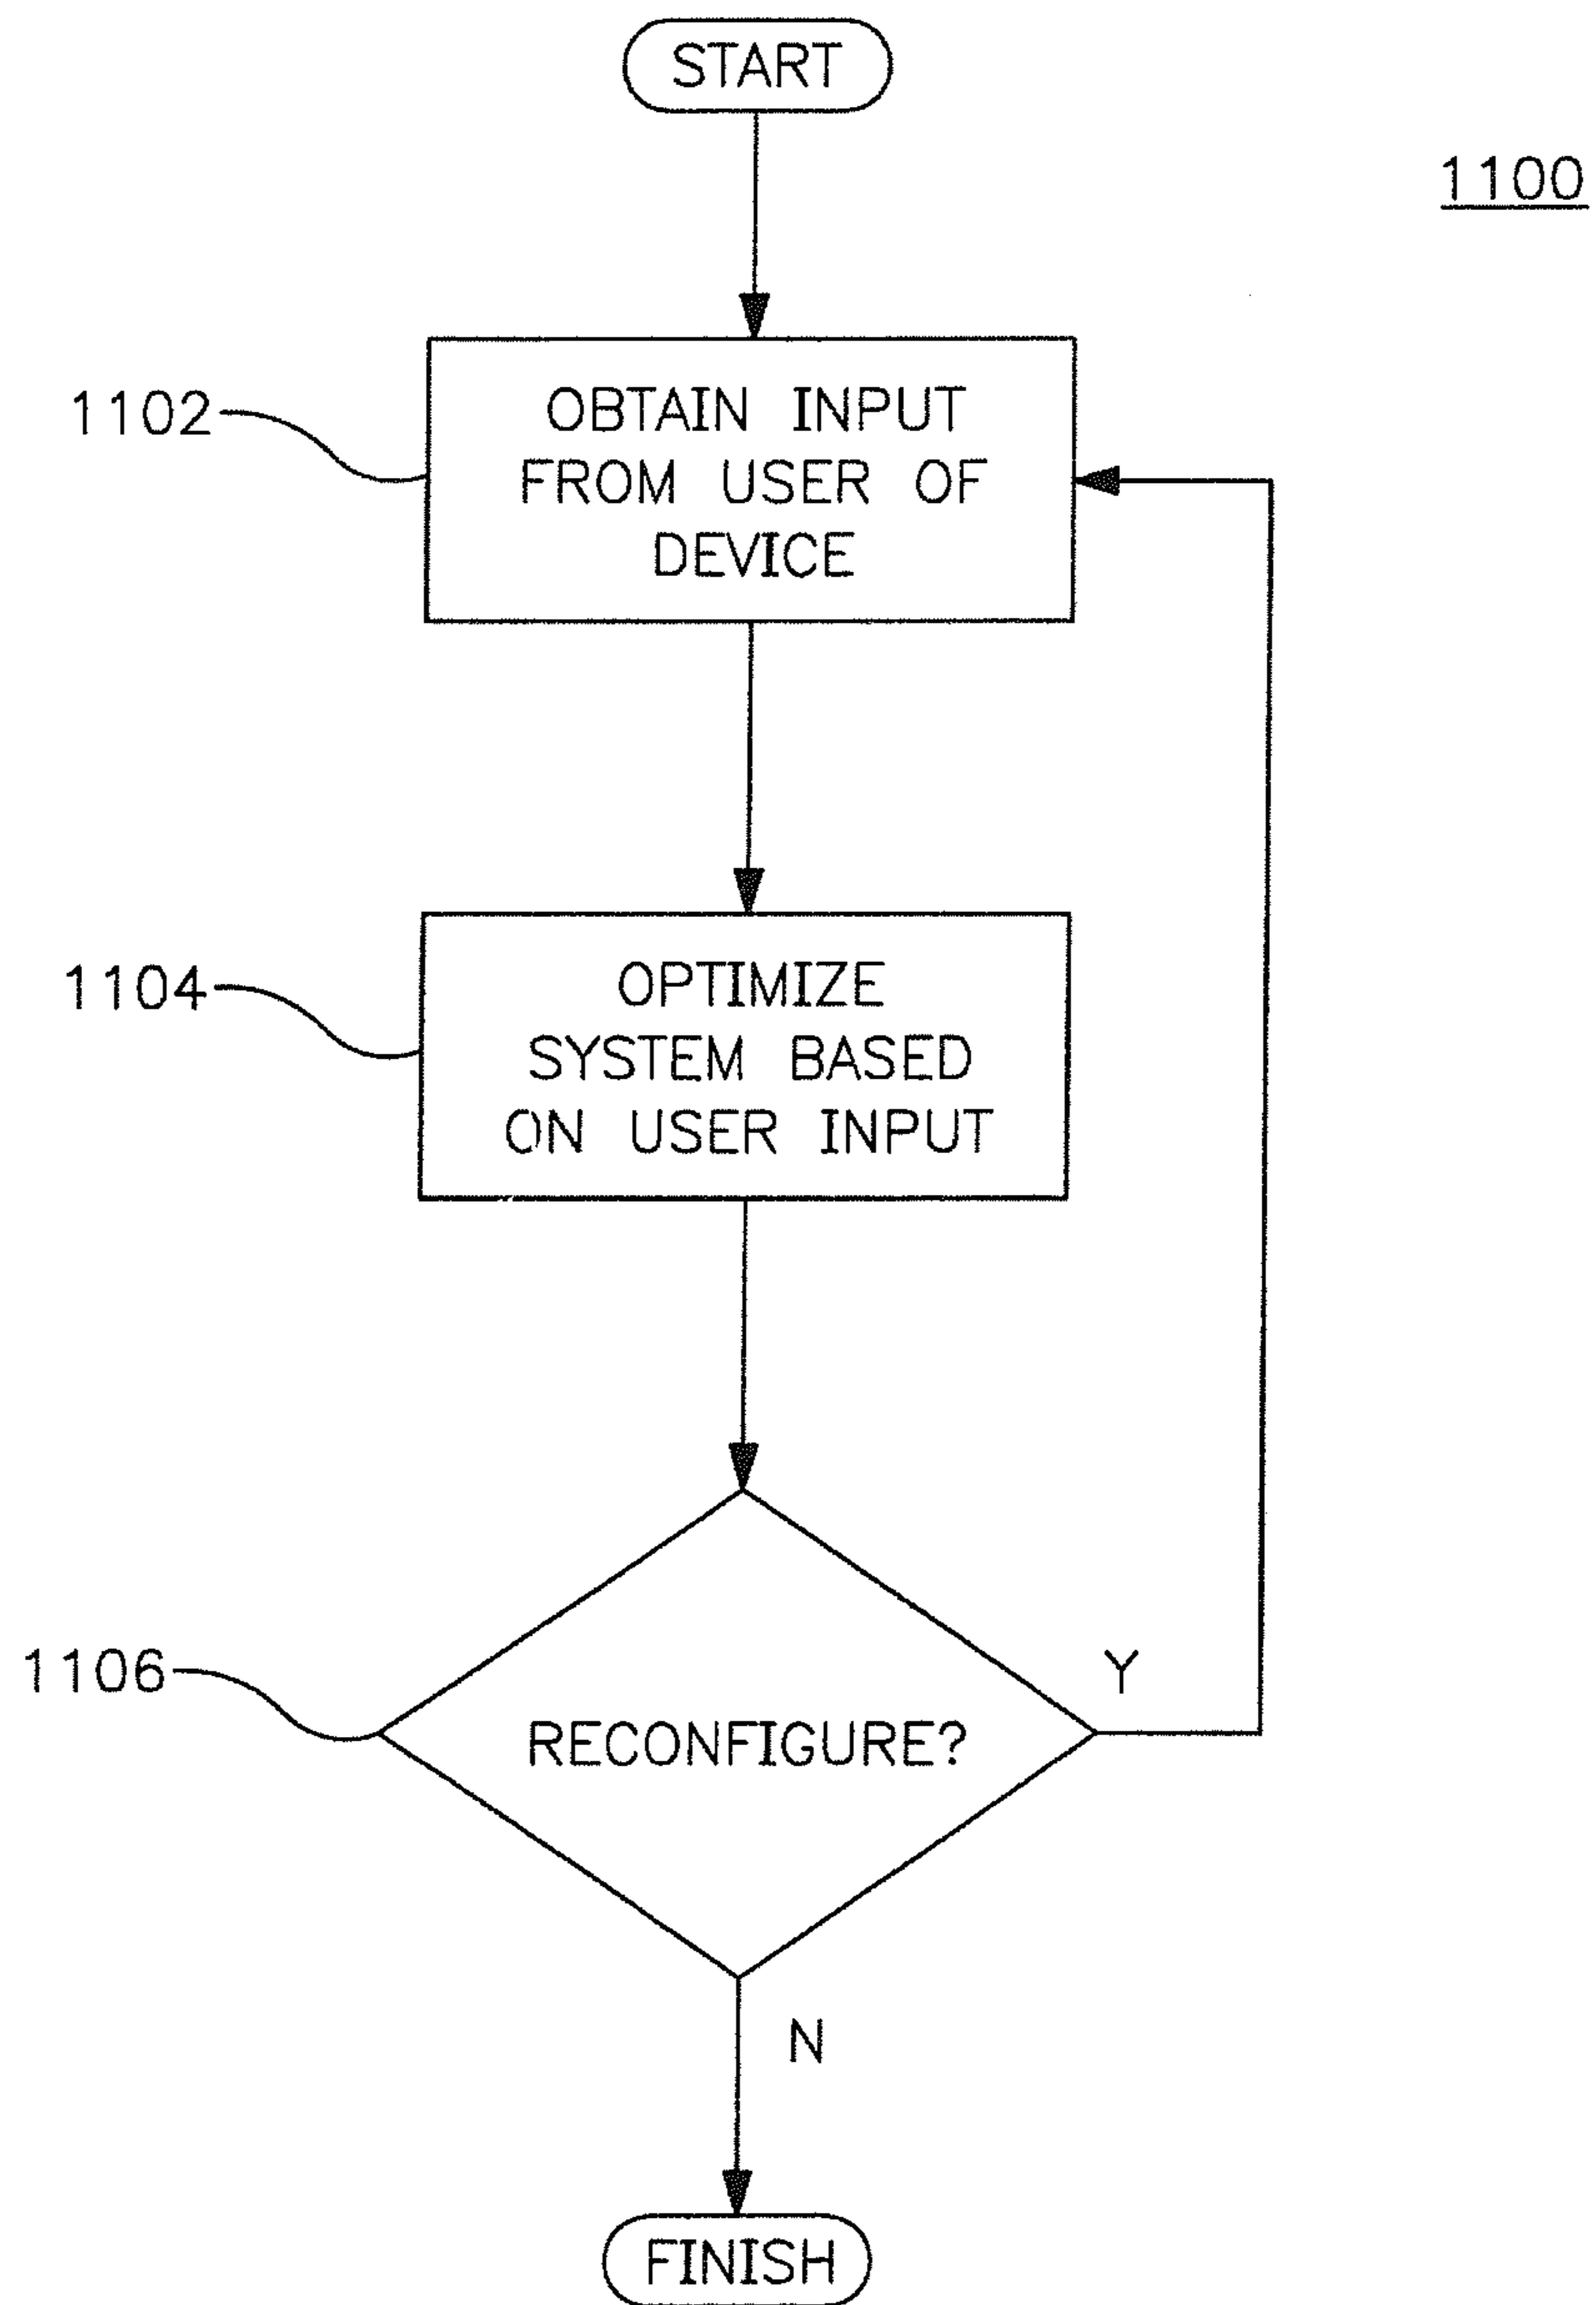 START
1100
1102
OBTAIN INPUT
FROM USER OF
DEVICE
1104
OPTIMIZE
SYSTEM BASED
ON USER INPUT
1106
RECONFIGURE?
Y
N
FINISH